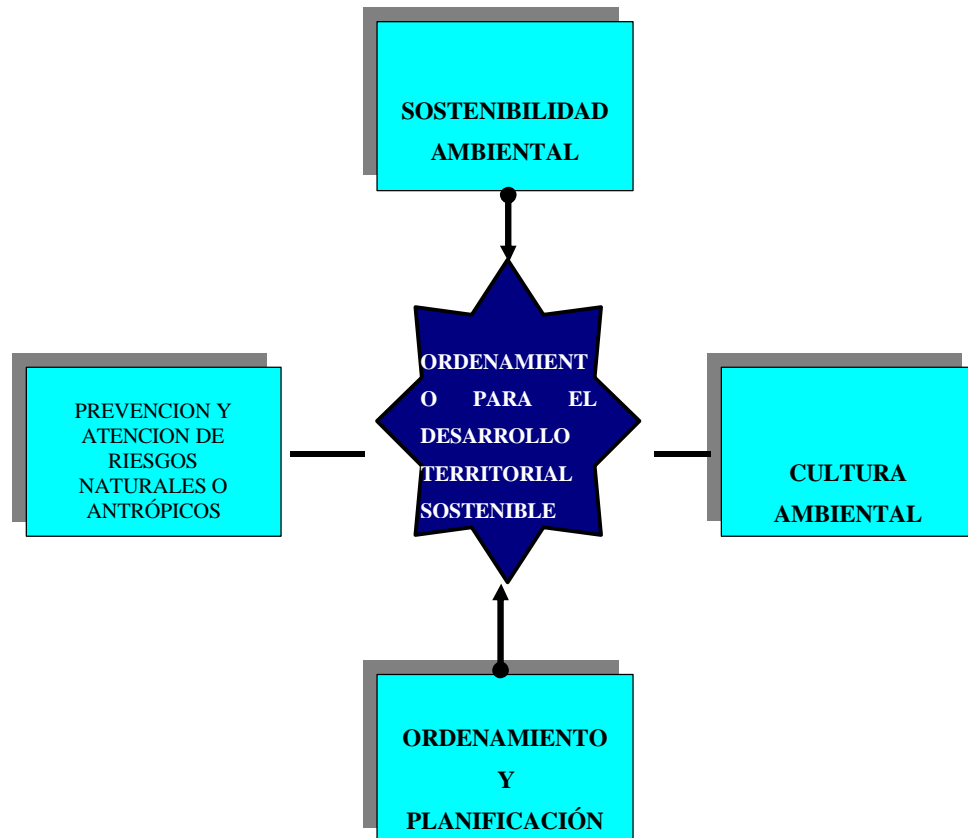 SOSTENIBILIDAD
AMBIENTAL
ORDENAMIENT
O PARA EL
DESARROLLO
TERRITORIAL
SOSTENIBLE
PREVENCION Y
ATENCION DE
RIESGOS
NATURALES O
ANTRÓPICOS
CULTURA
AMBIENTAL
ORDENAMIENTO
Y
PLANIFICACIÓN